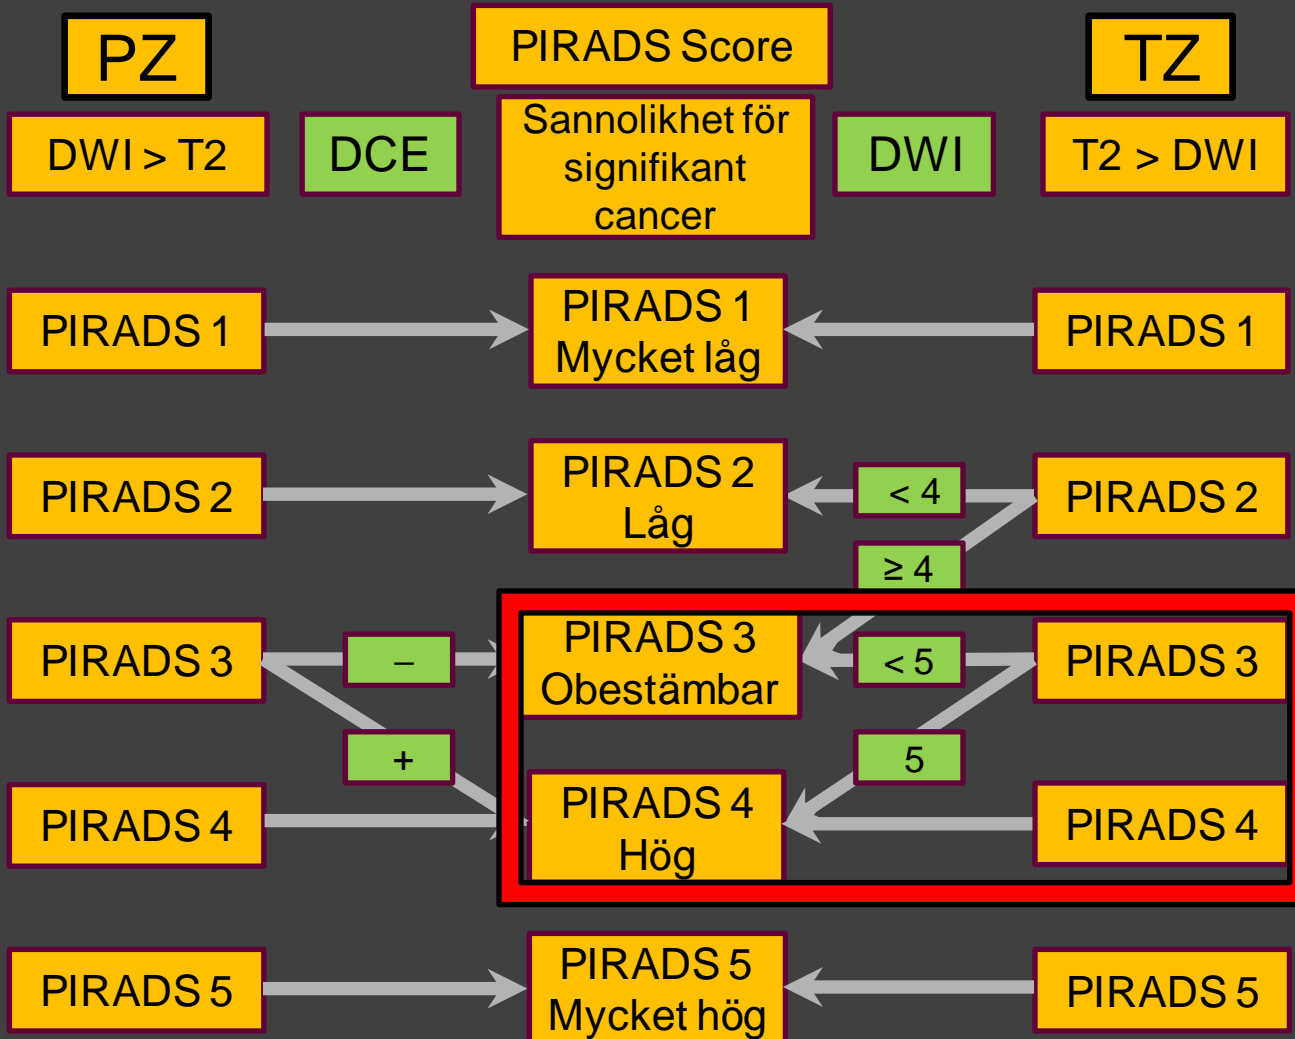 PZ
PIRADS Score
TZ
DWI > T2
DCE
Sannolikhet för
signifikant
cancer
DWI
T2 > DWI
PIRADS 1
PIRADS 1
Mycket låg
PIRADS 1
PIRADS 2
PIRADS 2
Låg
< 4
PIRADS 2
≥ 4
PIRADS 3
–
PIRADS 3
Obestämbar
< 5
PIRADS 3
+
5
PIRADS 4
PIRADS 4
Hög
PIRADS 4
PIRADS 5
PIRADS 5
Mycket hög
PIRADS 5